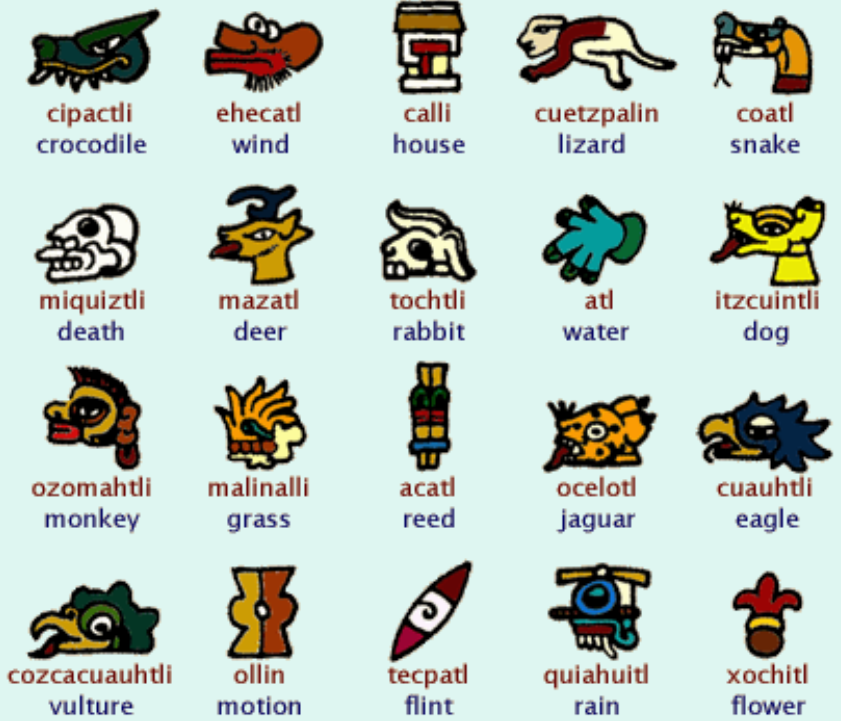 cipactli ehecatl calli cuetzpalin coatl
crocodile wind house lizard snake
miquiztli mazatl tochtli atl itzcuintli
death deer rabbit water dog
ozomahtli malinalli acatl ocelotl cuauhtli
monkey grass reed jaguar eagle
cozcacuauhtli ollin tecpatl quiahuitl xochitl
vulture motion flint rain flower